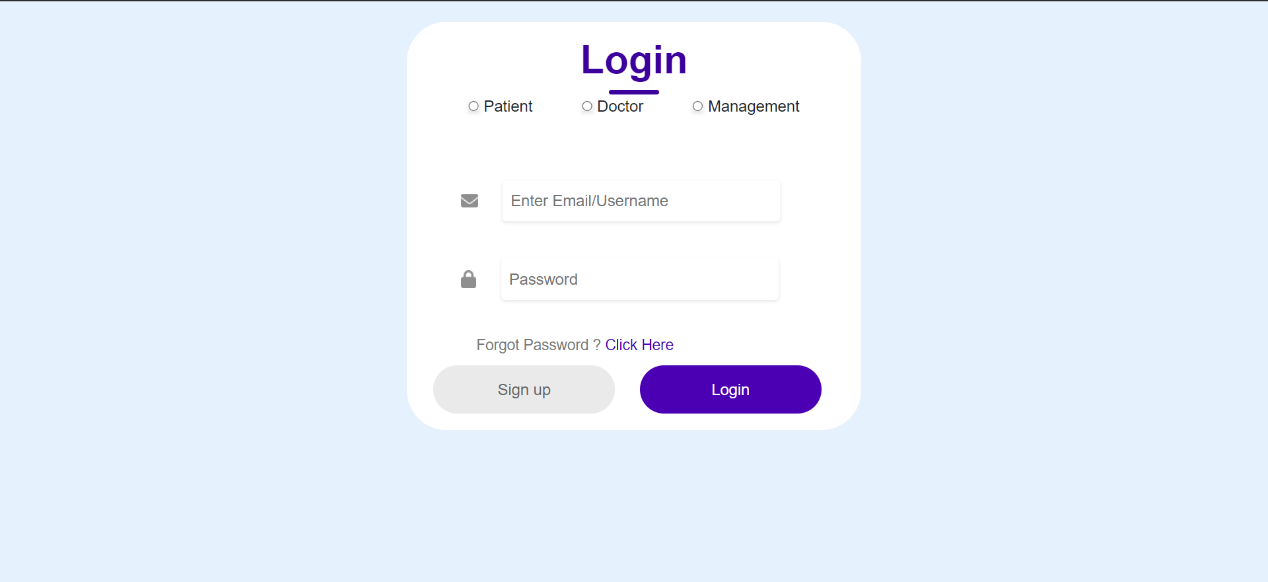 Login
Patient Doctor Management
Enter Email/Username
Password
Forgot Password ? Click Here
Sign up Login